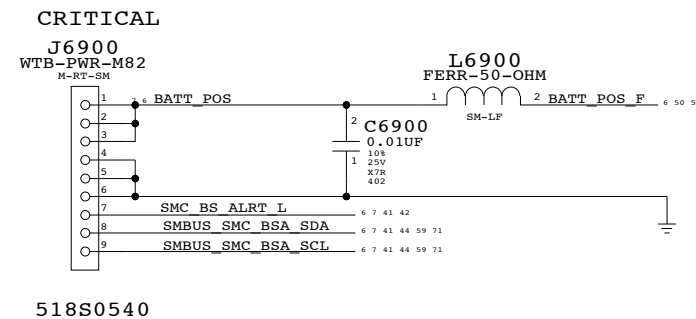 CRITICAL
J6900
WTB-PWR-M82
M-RT-SM
L6900
FERR-50-OHM
1 2 BATT_POS_F 6 50 5
SM-LF
1 7 6 BATT_POS
2
3
2 C6900
0.01UF
10%
1 25V
X7R
402
4
5
6
7 SMC_BS_ALRT_L 6 7 41 42
8 SMBUS_SMC_BSA_SDA 6 7 41 44 59 71
9 SMBUS_SMC_BSA_SCL 6 7 41 44 59 71
518S0540